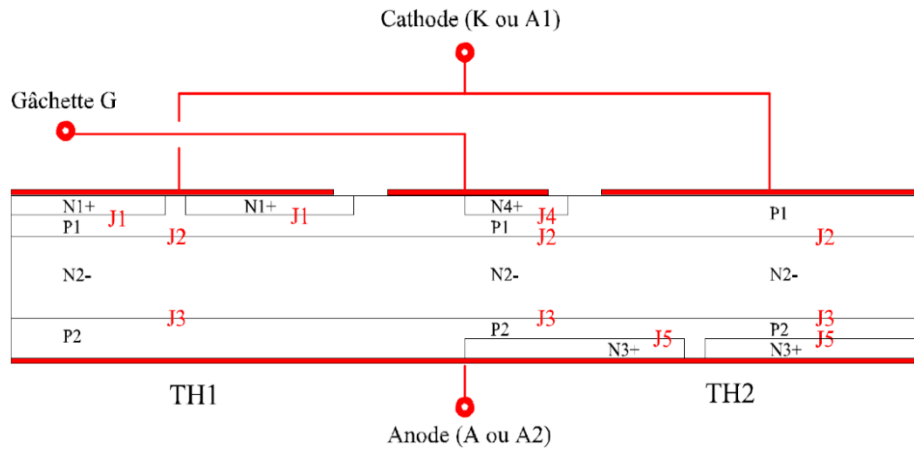 Cathode (K ou A1)
Gâchette G
N1+ J1 N1+ J1 N4+ J4 P1
P1 J2 P1 J2 J2
N2- N2- N2-
J3 J3 J3
P2 P2 J5 P2 J5
N3+ N3+
TH1 TH2
Anode (A ou A2)